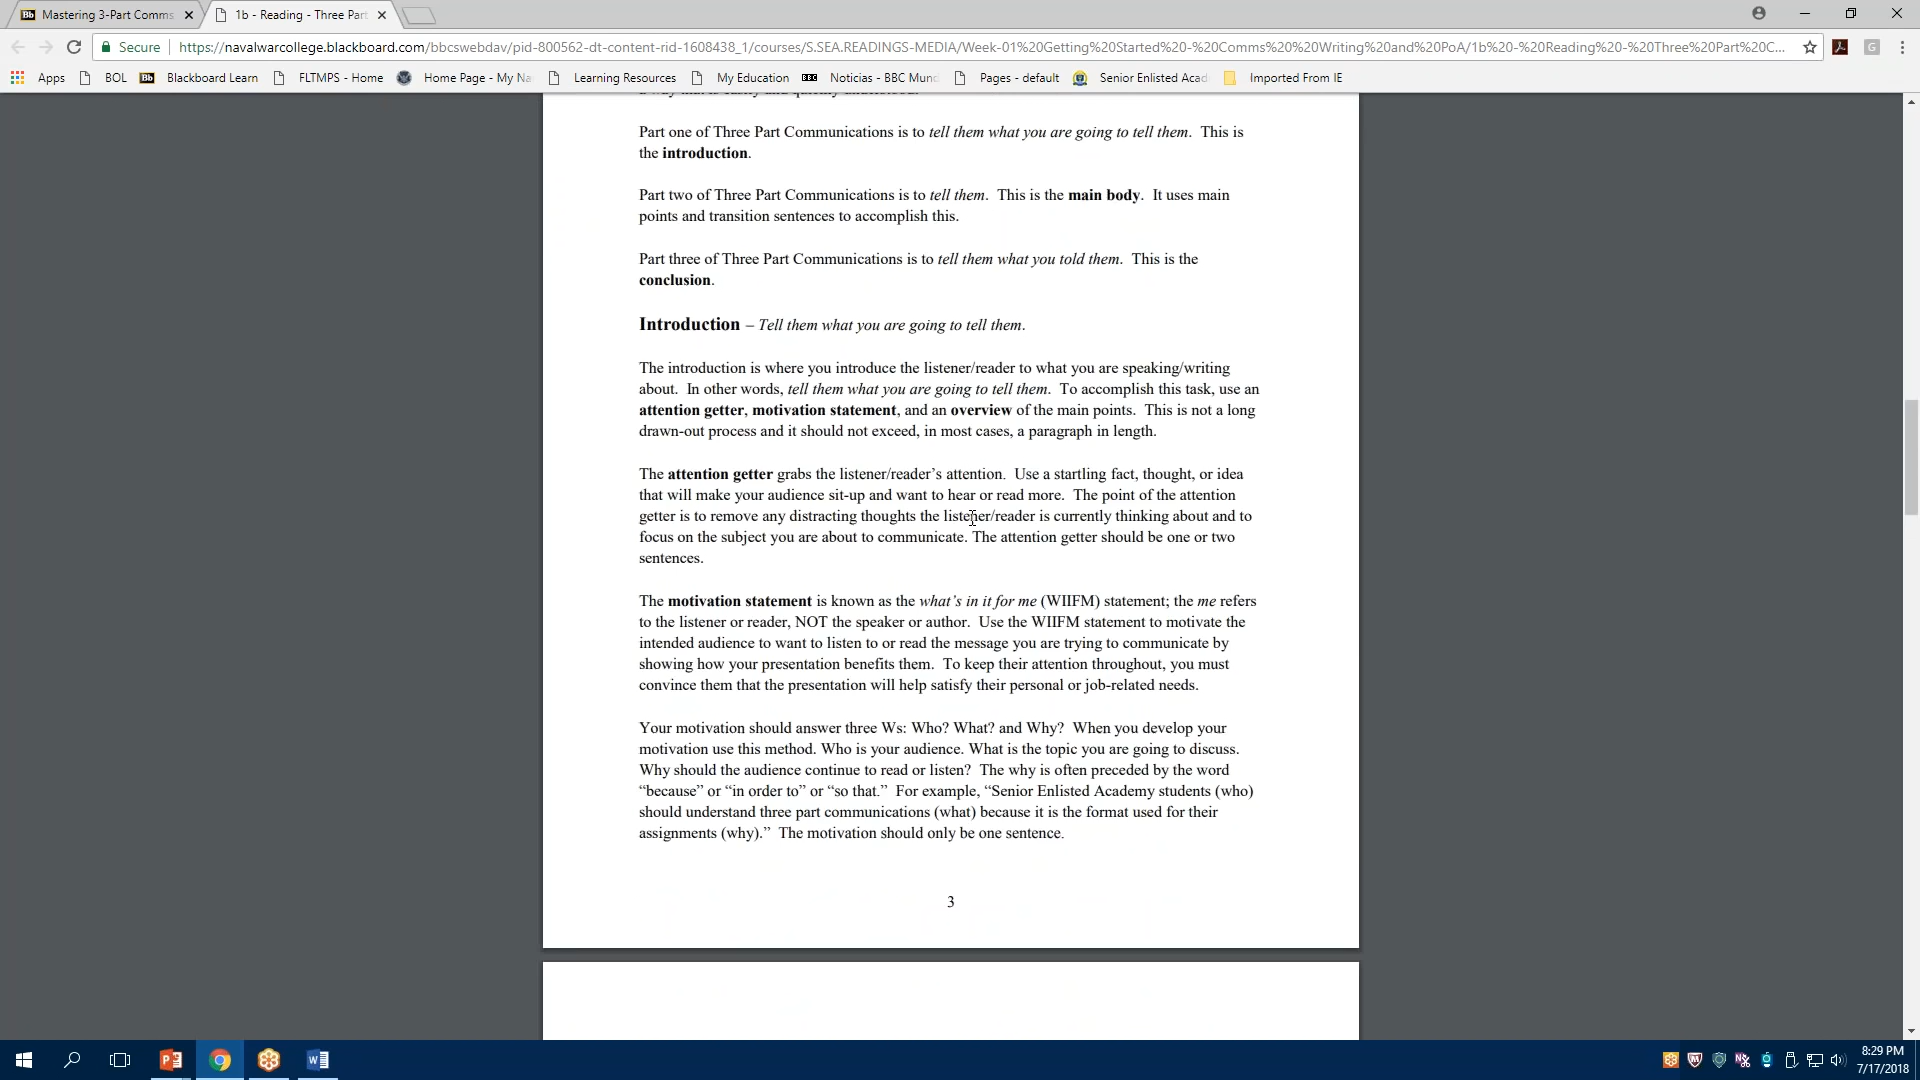 Mastering 3-Part Comms
1b - Reading - Three Part
Secure
https://navalwarcollege.blackboard.com/bbcswebdav/pid-800562-dt-content-rid-1608438_1/courses/S.SEA.READINGS-MEDIA/Week-01%20Getting%20Started%20-%20Comms%20%20Writing%20and%20PoA/1b%20-%20Reading%20-%20Three%20Part%20C...
Apps BOL Blackboard Learn FLTMPS - Home Home Page - My Na Learning Resources My Education Noticias - BBC Mun Pages - default Senior Enlisted Acad Imported From IE
Part one of Three Part Communications is to tell them what you are going to tell them. This is
the introduction.
Part two of Three Part Communications is to tell them. This is the main body. It uses main
points and transition sentences to accomplish this.
Part three of Three Part Communications is to tell them what you told them. This is the
conclusion.
Introduction – Tell them what you are going to tell them.
The introduction is where you introduce the listener/reader to what you are speaking/writing
about. In other words, tell them what you are going to tell them. To accomplish this task, use an
attention getter, motivation statement, and an overview of the main points. This is not a long
drawn-out process and it should not exceed, in most cases, a paragraph in length.
The attention getter grabs the listener/reader’s attention. Use a startling fact, thought, or idea
that will make your audience sit-up and want to hear or read more. The point of the attention
getter is to remove any distracting thoughts the listener/reader is currently thinking about and to
focus on the subject you are about to communicate. The attention getter should be one or two
sentences.
The motivation statement is known as the what’s in it for me (WIIFM) statement; the me refers
to the listener or reader, NOT the speaker or author. Use the WIIFM statement to motivate the
intended audience to want to listen to or read the message you are trying to communicate by
showing how your presentation benefits them. To keep their attention throughout, you must
convince them that the presentation will help satisfy their personal or job-related needs.
Your motivation should answer three Ws: Who? What? and Why? When you develop your
motivation use this method. Who is your audience. What is the topic you are going to discuss.
Why should the audience continue to read or listen? The why is often preceded by the word
“because” or “in order to” or “so that.” For example, “Senior Enlisted Academy students (who)
should understand three part communications (what) because it is the format used for their
assignments (why).” The motivation should only be one sentence.
3
8:29 PM
7/17/2018